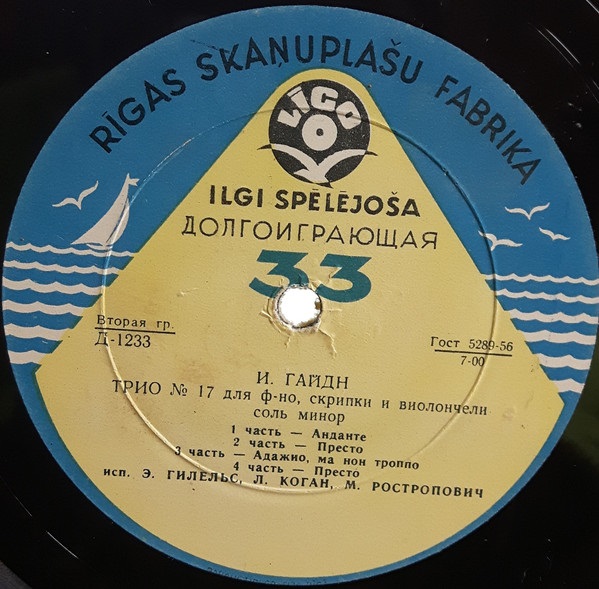 RĪGAS SKAŅUPLAŠU FABRIKA
LĪGO
ILGI SPĒLĒJOŠA
ДОЛГОИГРАЮЩАЯ
33
Вторая гр.
Д-1233
Гост 5289-56
7-00
И. ГАЙДН
ТРИО № 17 для ф-но, скрипки и виолончели
соль минор
1 часть — Анданте
2 часть — Престо
3 часть — Адажио, ма нон троппо
4 часть — Престо
исп. Э. ГИЛЕЛЬС, Л. КОГАН, М. РОСТРОПОВИЧ